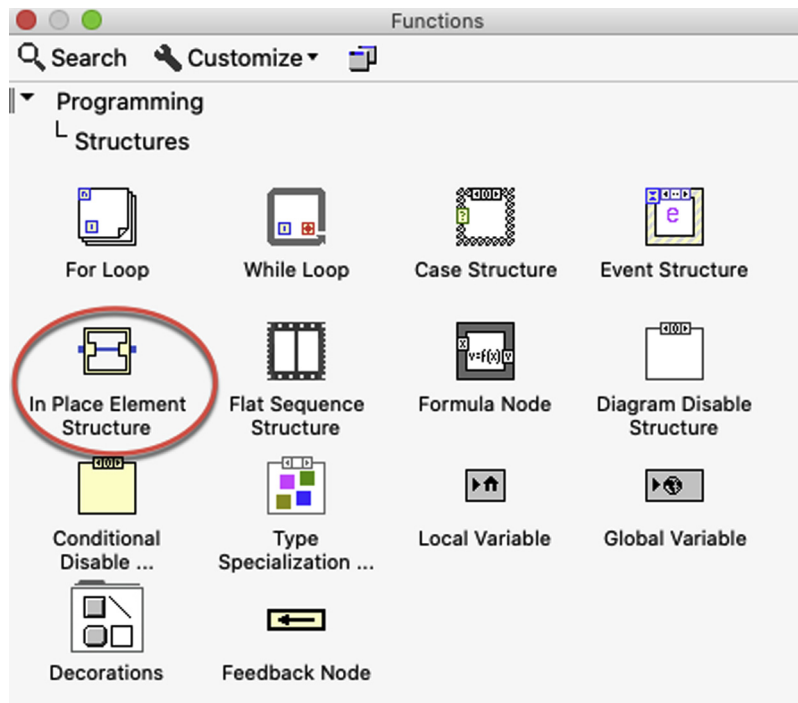 Functions
Search Customize
Programming
Structures
For Loop While Loop Case Structure Event Structure
In Place Element Flat Sequence Formula Node Diagram Disable
Structure Structure Structure
Conditional Type Local Variable Global Variable
Disable ... Specialization ...
Decorations Feedback Node